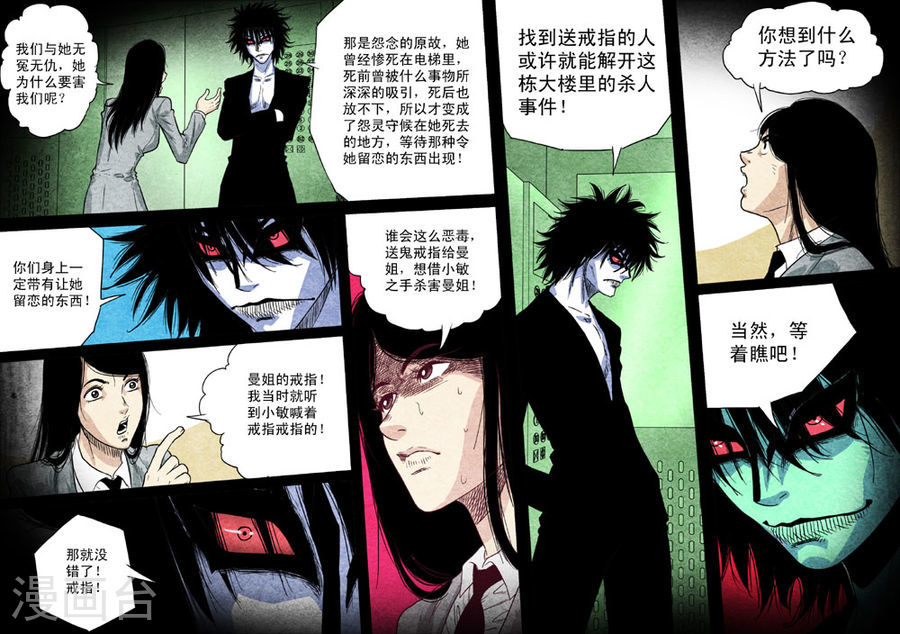 我们与她无
冤无仇，她
为什么要害
我们呢？
那是怨念的原故，她
曾经惨死在电梯里，
死前曾被什么事物所
深深的吸引，死后也
放不下，所以才变成
了怨灵守候在她死去
的地方，等待那种令
她留恋的东西出现！
你们身上一
定带有让她
留恋的东西！
曼姐的戒指！
我当时就听
到小敏喊着
戒指戒指的！
那就没
错了！
戒指！
谁会这么恶毒，
送鬼戒指给曼
姐，想借小敏
之手杀害曼姐！
找到送戒指的人
或许就能解开这
栋大楼里的杀人
事件！
你想到什么
方法了吗？
当然，等
着瞧吧！
漫画台